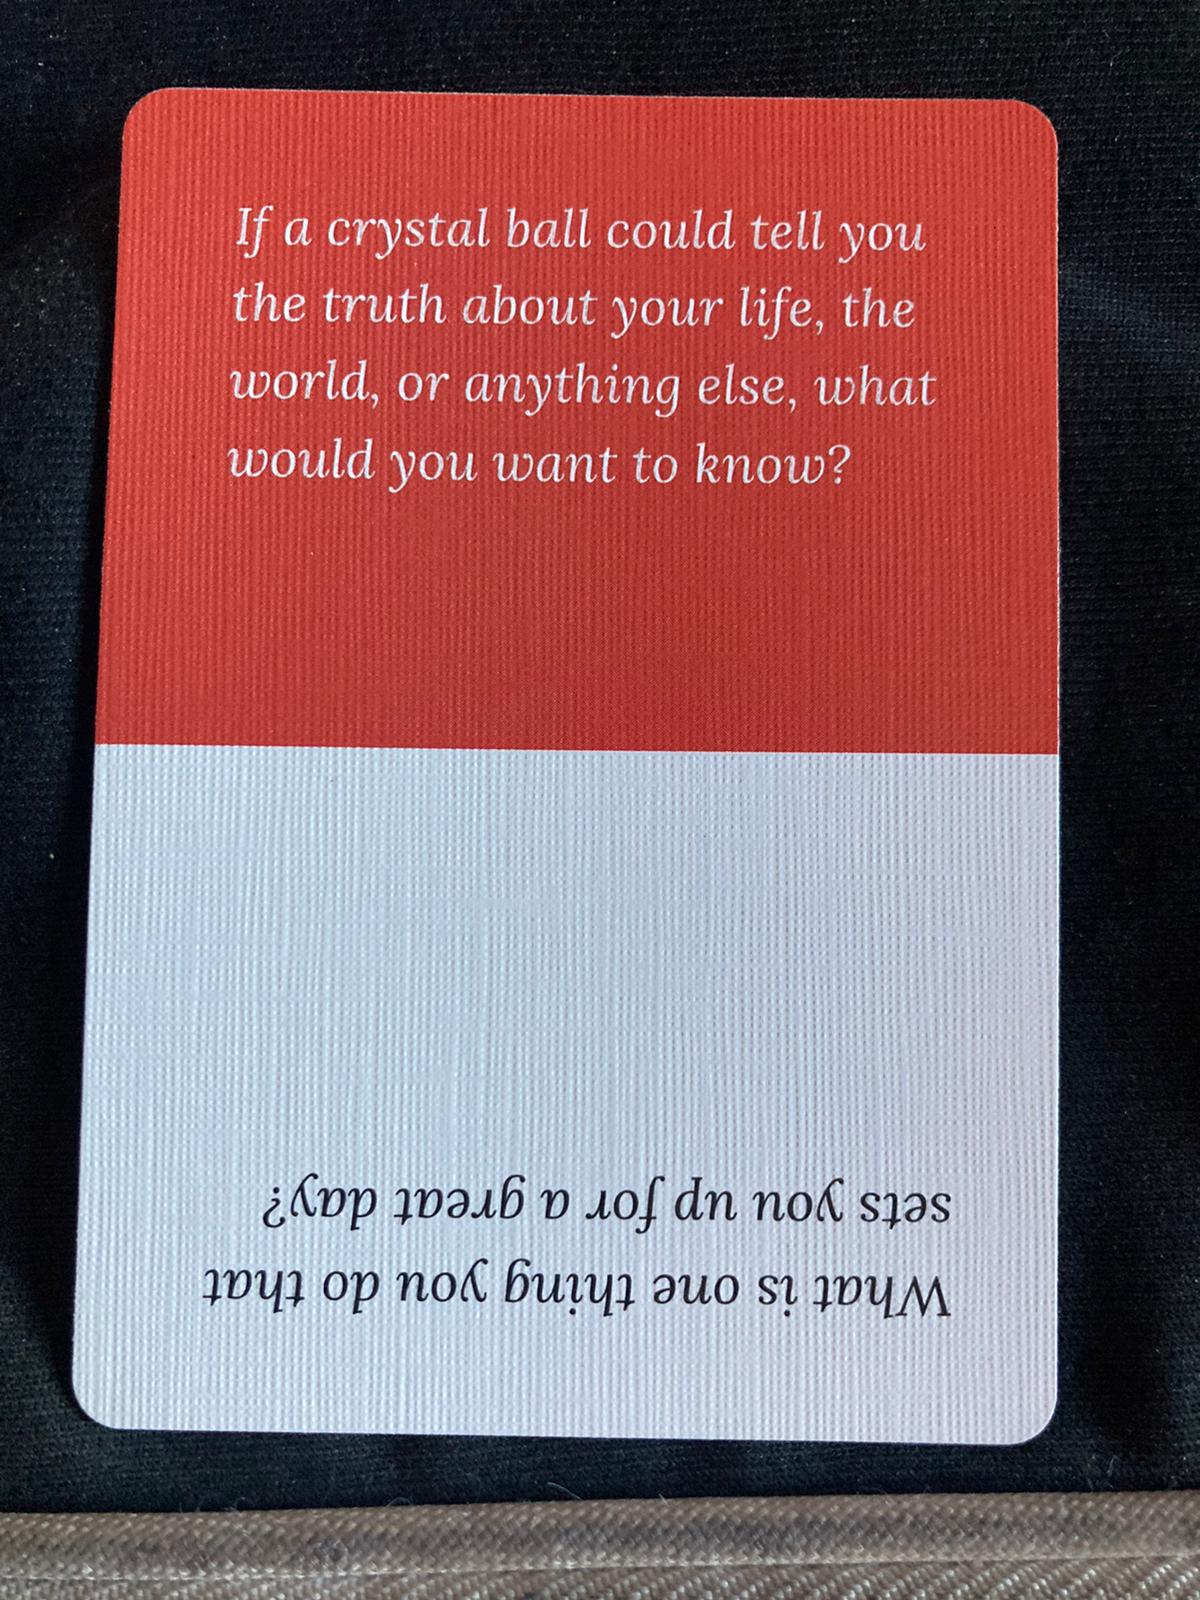 If a crystal ball could tell you
the truth about your life, the
world, or anything else, what
would you want to know?
What is one thing you do that
sets you up for a great day?